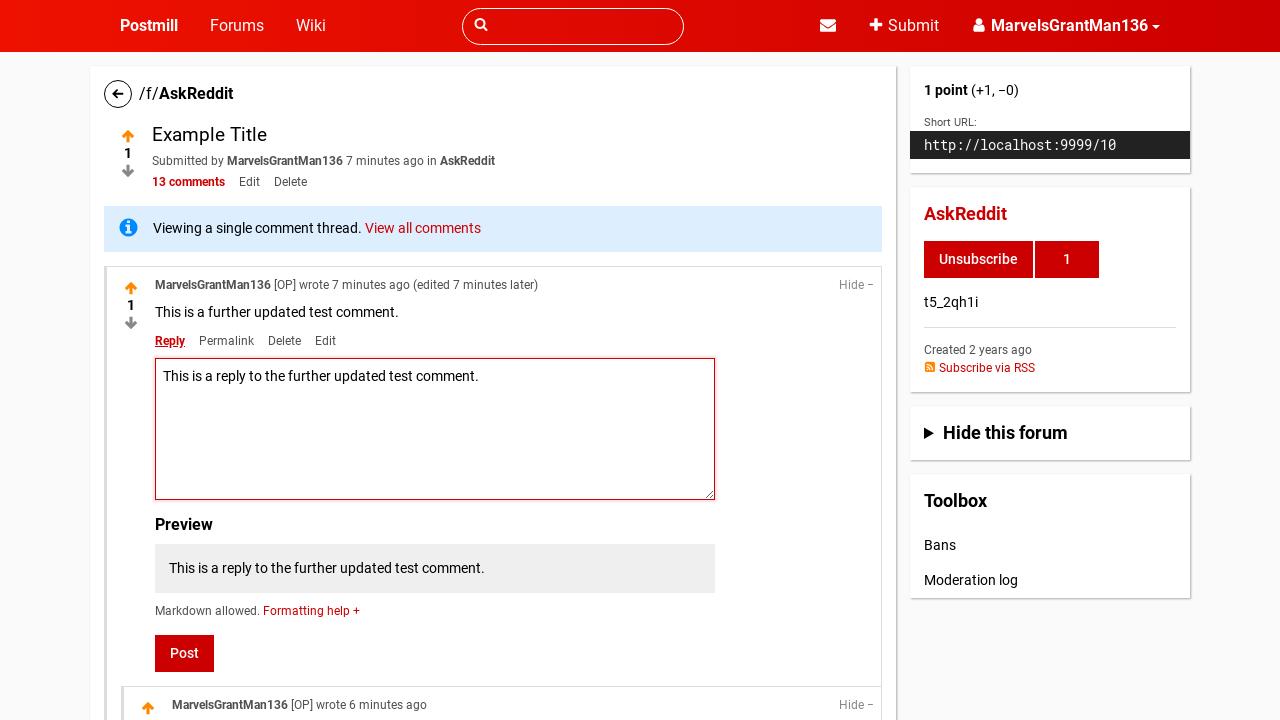 Postmill Forums Wiki Submit MarvelsGrantMan136
/f/AskReddit
Example Title
1
Submitted by MarvelsGrantMan136 7 minutes ago in AskReddit
13 comments Edit Delete
Viewing a single comment thread. View all comments
MarvelsGrantMan136 [OP] wrote 7 minutes ago (edited 7 minutes later) Hide −
1
This is a further updated test comment.
Reply Permalink Delete Edit
This is a reply to the further updated test comment.
Preview
This is a reply to the further updated test comment.
Markdown allowed. Formatting help +
Post
MarvelsGrantMan136 [OP] wrote 6 minutes ago Hide −
1 point (+1, −0)
Short URL:
http://localhost:9999/10
AskReddit
Unsubscribe 1
t5_2qh1i
Created 2 years ago
Subscribe via RSS
Hide this forum
Toolbox
Bans
Moderation log